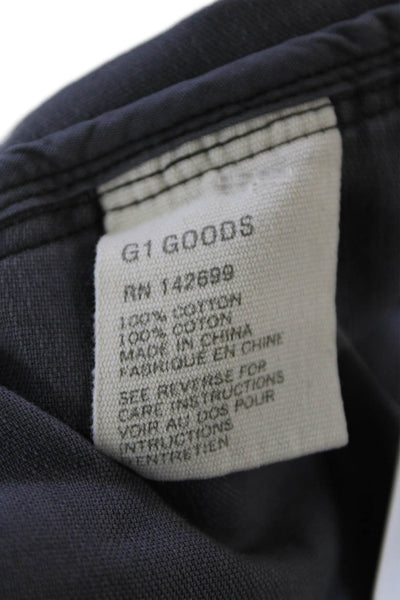 G1 GOODS
RN 142699
100% COTTON
100% COTON
MADE IN CHINA
FABRIQUÉ EN CHINE
SEE REVERSE FOR
CARE INSTRUCTIONS
VOIR AU DOS POUR
INTRUCTIONS
D'ENTRETIEN